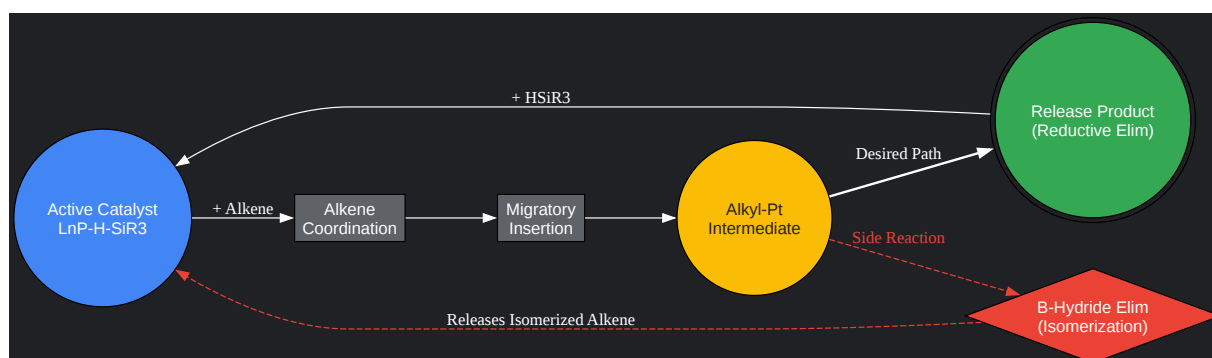 + HSiR3
Release Product
(Reductive Elim)
Desired Path
Active Catalyst
LnP-H-SiR3
+ Alkene
Alkene
Coordination
Migratory
Insertion
Alkyl-Pt
Intermediate
Side Reaction
B-Hydride Elim
(Isomerization)
Releases Isomerized Alkene